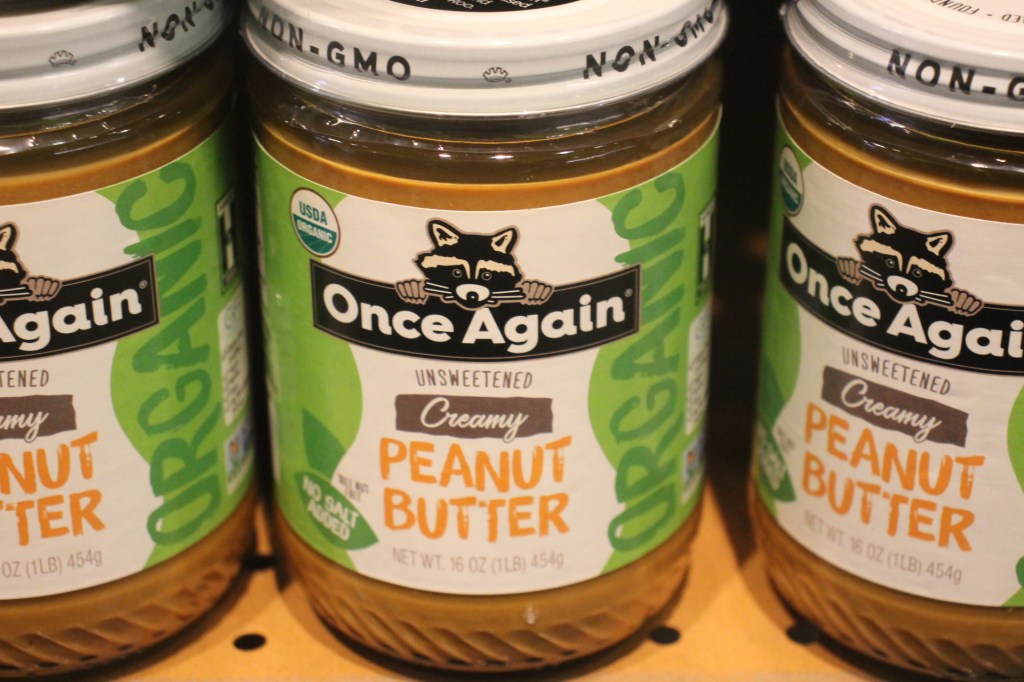 NON-GMO
NON-GMO
USDA
ORGANIC
Once Again®
UNSWEETENED
Creamy
PEANUT
BUTTER
NO SALT
ADDED
NET WT. 16 OZ (1LB) 454g
ORGANIC
Again®
TENED
amy
NUT
TTER
OZ (1LB) 454g
ORGANIC
NON-G
Once Agai
UNSWEETENED
Creamy
PEANUT
BUTTER
NET WT. 16 OZ (1LB) 454g